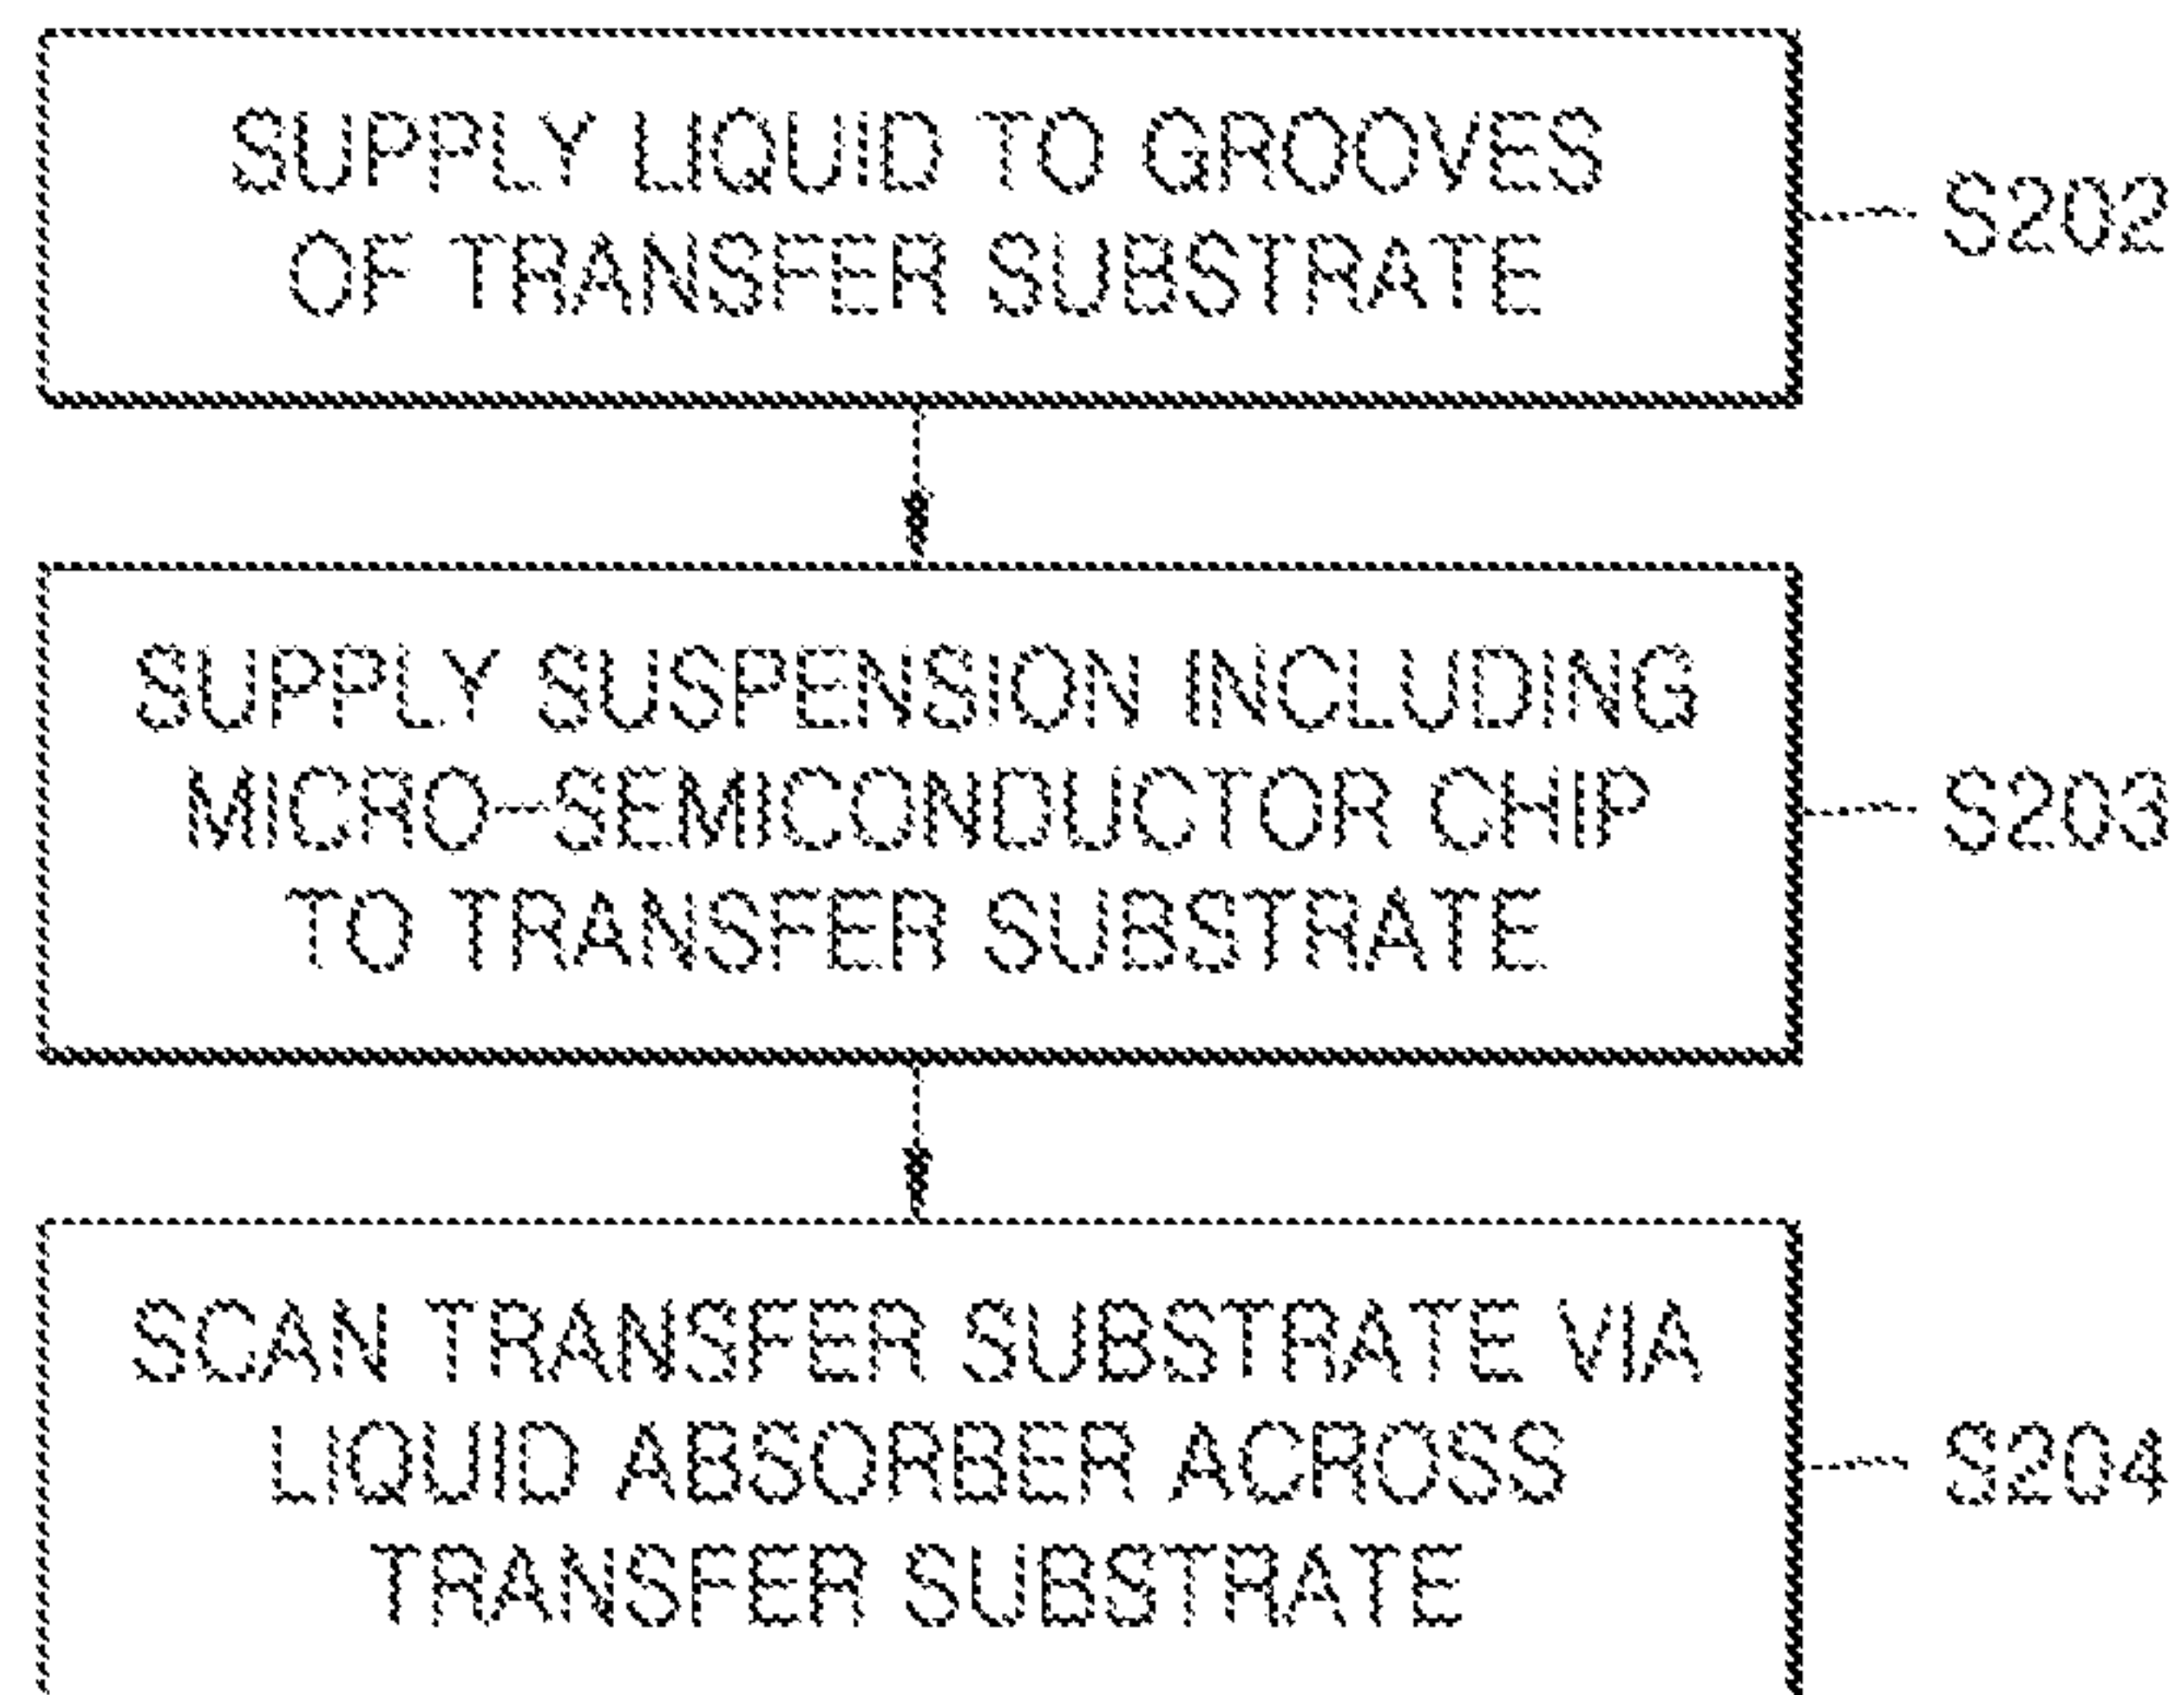 SUPPLY LIQUID TO GROOVES
OF TRANSFER SUBSTRATE
S202
SUPPLY SUSPENSION INCLUDING
MICRO-SEMICONDUCTOR CHIP
TO TRANSFER SUBSTRATE
S203
SCAN TRANSFER SUBSTRATE VIA
LIQUID ABSORBER ACROSS
TRANSFER SUBSTRATE
S204